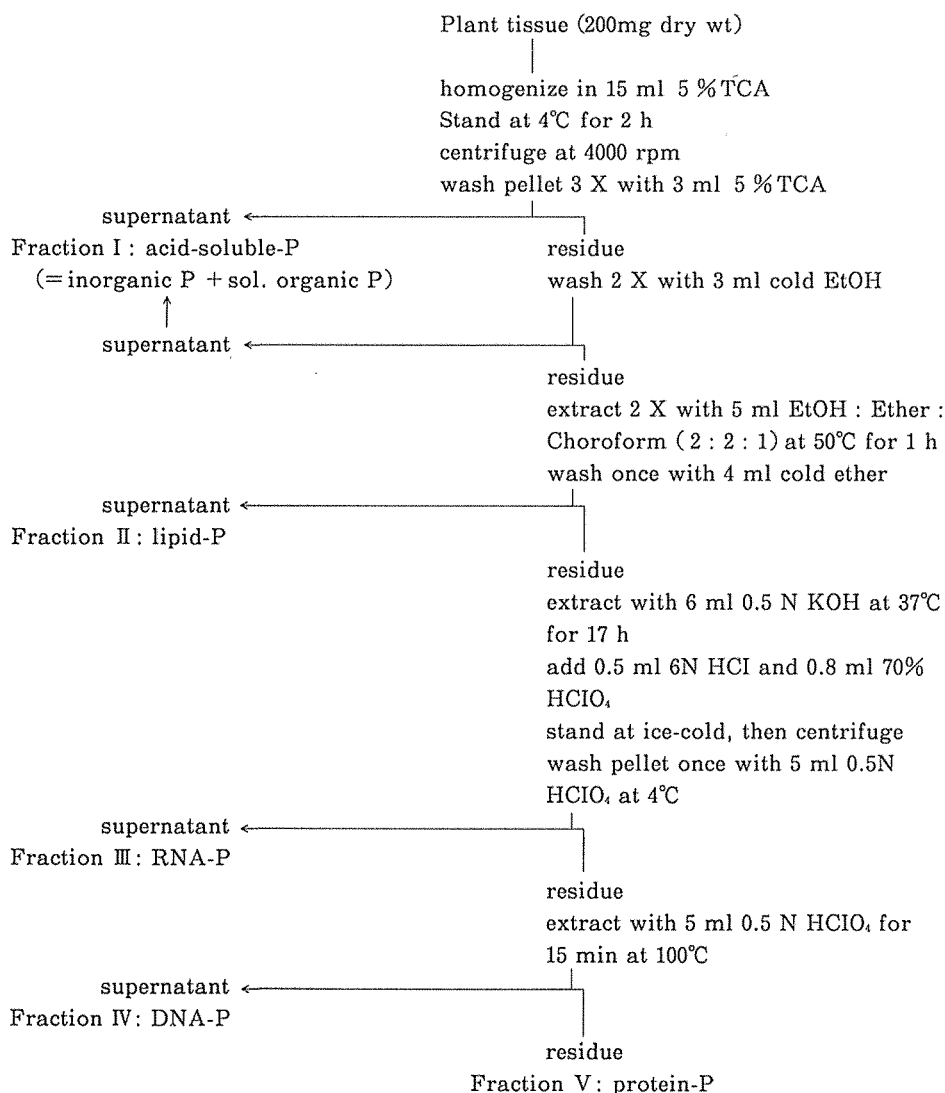 Plant tissue (200mg dry wt)
homogenize in 15 ml 5 % TCA
Stand at 4℃ for 2 h
centrifuge at 4000 rpm
wash pellet 3 X with 3 ml 5 % TCA
supernatant
Fraction Ⅰ: acid-soluble-P
(= inorganic P + sol. organic P)
residue
wash 2 X with 3 ml cold EtOH
supernatant
residue
extract 2 X with 5 ml EtOH : Ether :
Choroform ( 2 : 2 : 1 ) at 50℃ for 1 h
wash once with 4 ml cold ether
supernatant
Fraction Ⅱ: lipid-P
residue
extract with 6 ml 0.5 N KOH at 37℃
for 17 h
add 0.5 ml 6N HCl and 0.8 ml 70%
HClO₄
stand at ice-cold, then centrifuge
wash pellet once with 5 ml 0.5N
HClO₄ at 4℃
supernatant
Fraction Ⅲ: RNA-P
residue
extract with 5 ml 0.5 N HClO₄ for
15 min at 100℃
supernatant
Fraction Ⅳ: DNA-P
residue
Fraction Ⅴ: protein-P